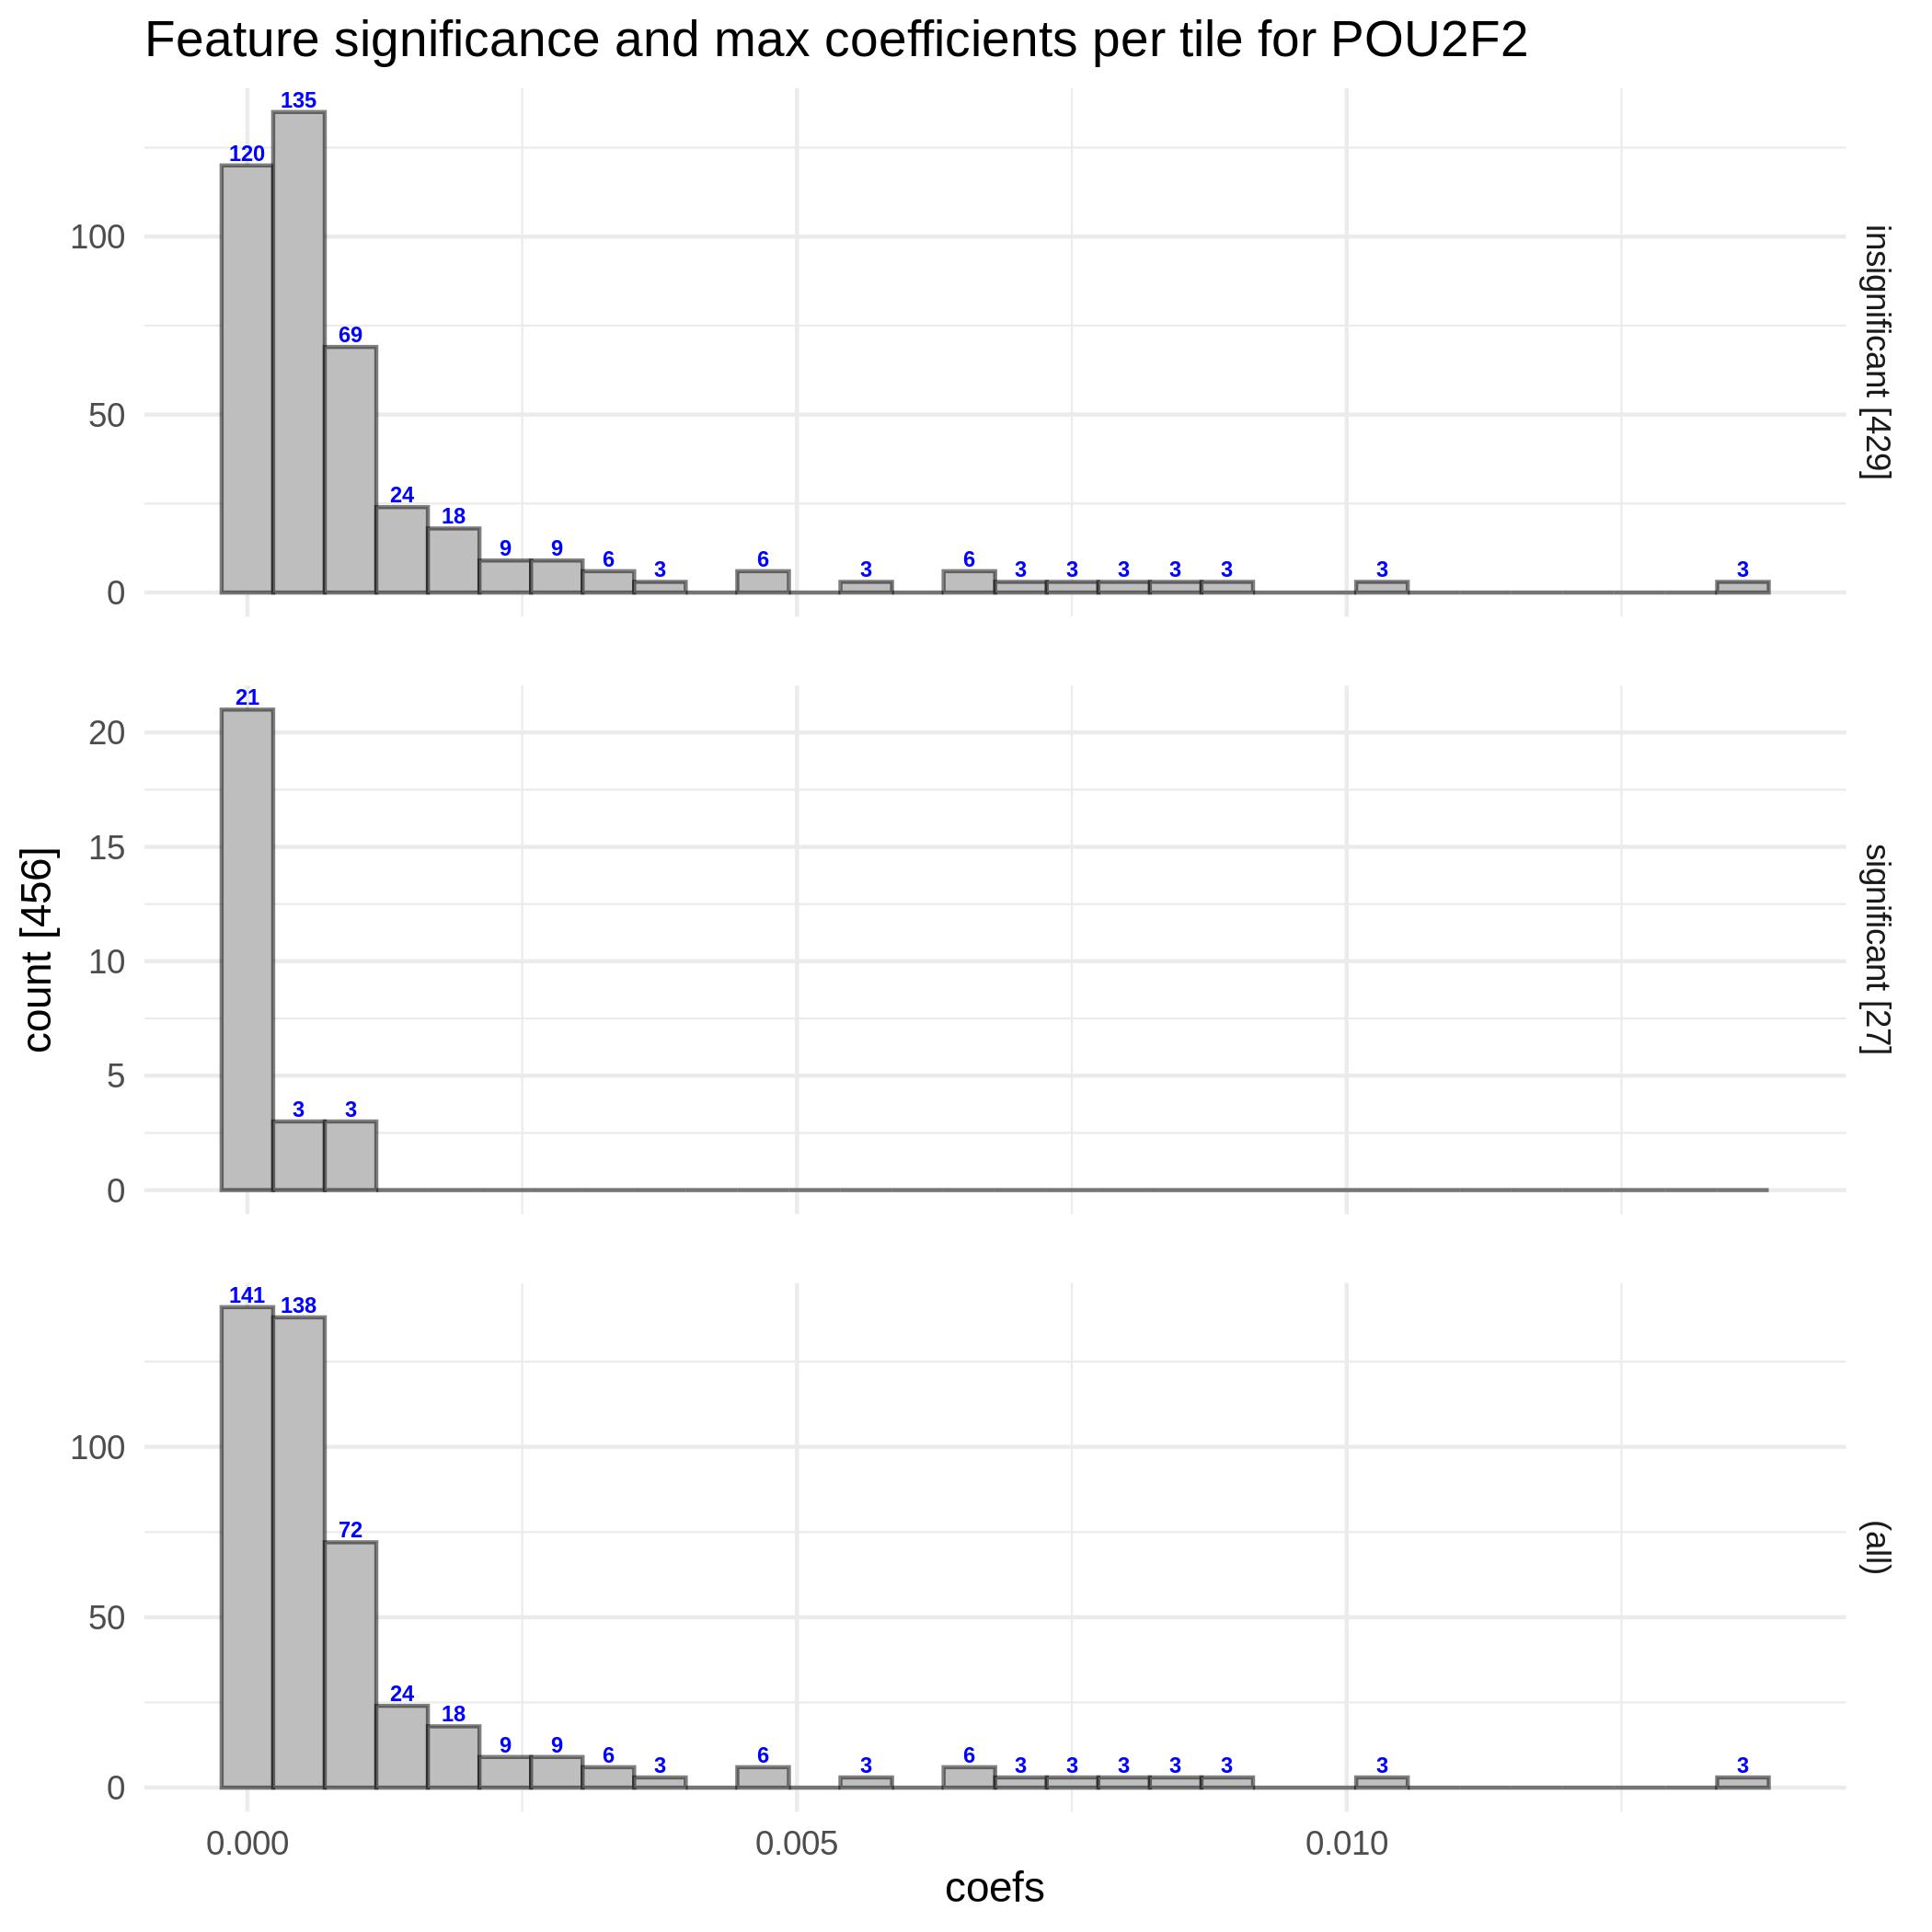 Feature significance and max coefficients per tile for POU2F2
135
120
100
69
50
24
18
9 9 6 3 6 3 6 3 3 3 3 3 3 3
0
insignificant [429]
21
20
15
10
5
3 3
0
significant [27]
count [456]
141
138
100
72
50
24
18
9 9 6 3 6 3 6 3 3 3 3 3 3 3
0
(all)
0.000 0.005 0.010
coefs